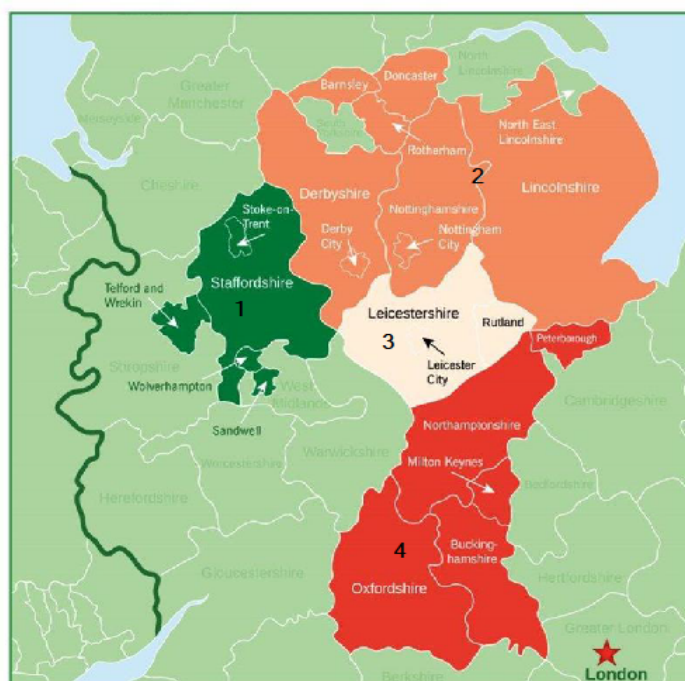 North
Lincolnshire
Doncaster
Barnsley
Greater
Manchester
Merseyside
South
Yorkshire
North East
Lincolnshire
Rotherham
Cheshire
2
Derbyshire
Lincolnshire
Nottinghamshire
Stoke-on-
Trent
Derby
City
Nottingham
City
Staffordshire
Telford and
Wrekin
1
Leicestershire
Rutland
3
Peterborough
Leicester
City
Shropshire
Wolverhampton
West
Midlands
Cambridgeshire
Sandwell
Northamptonshire
Warwickshire
Worcestershire
Milton Keynes
Bedfordshire
Herefordshire
4
Bucking-
hamshire
Gloucestershire
Oxfordshire
Hertfordshire
Greater London
Berkshire
London